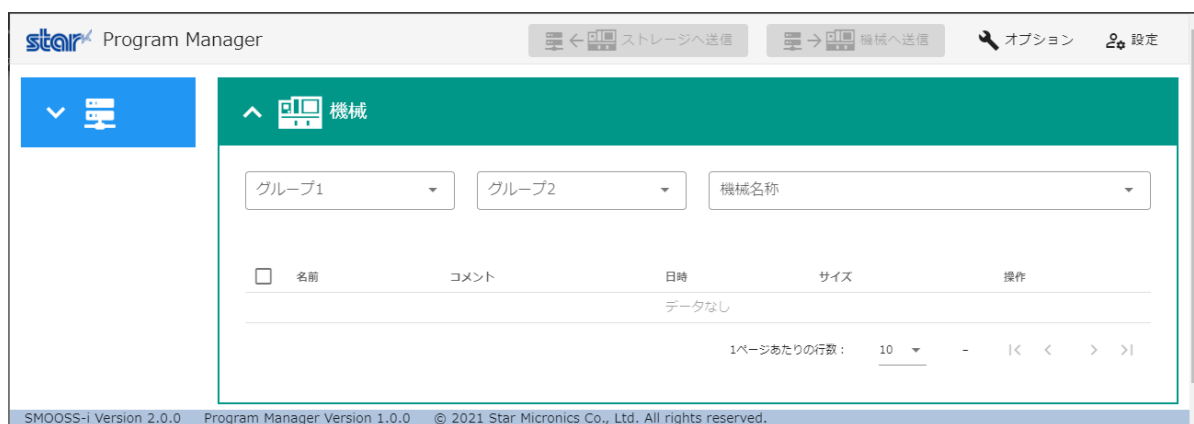 star Program Manager ストレージへ送信 機械へ送信 オプション 設定
機械
グループ1 グループ2 機械名称
名前 コメント 日時 サイズ 操作
データなし
1ページあたりの行数： 10 –
SMOOSS-i Version 2.0.0 Program Manager Version 1.0.0 © 2021 Star Micronics Co., Ltd. All rights reserved.